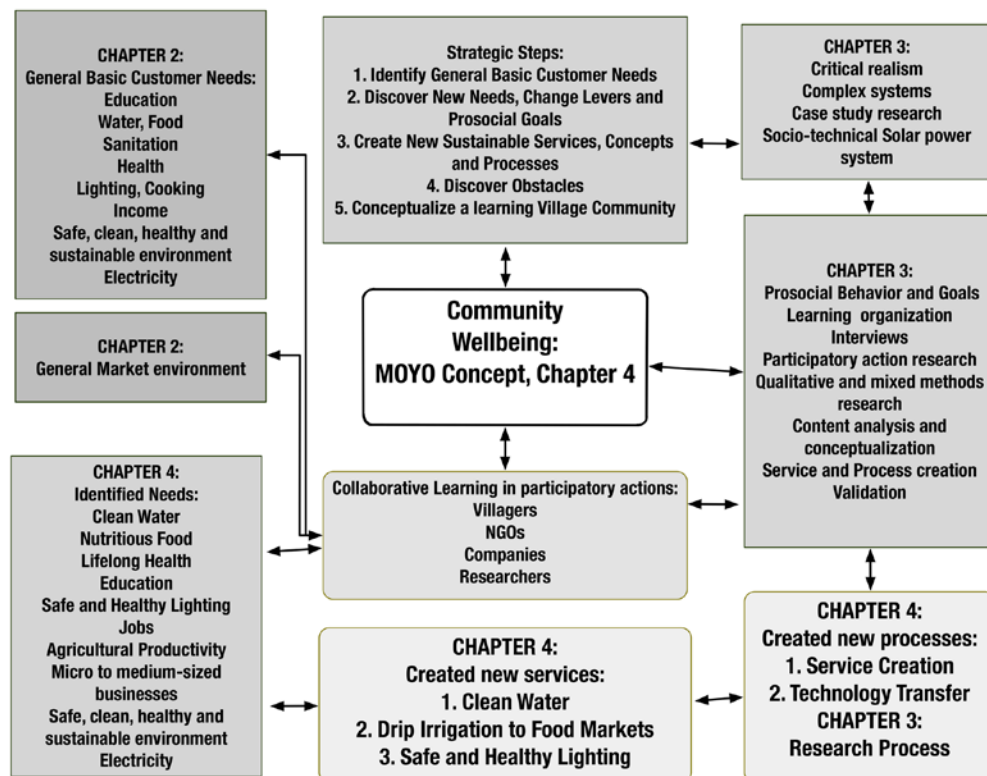 CHAPTER 2:
General Basic Customer Needs:
Education
Water, Food
Sanitation
Health
Lighting, Cooking
Income
Safe, clean, healthy and
sustainable environment
Electricity
Strategic Steps:
1. Identify General Basic Customer Needs
2. Discover New Needs, Change Levers and
Prosocial Goals
3. Create New Sustainable Services, Concepts
and Processes
4. Discover Obstacles
5. Conceptualize a learning Village Community
CHAPTER 3:
Critical realism
Complex systems
Case study research
Socio-technical Solar power
system
CHAPTER 2:
General Market environment
Community
Wellbeing:
MOYO Concept, Chapter 4
CHAPTER 3:
Prosocial Behavior and Goals
Learning organization
Interviews
Participatory action research
Qualitative and mixed methods
research
Content analysis and
conceptualization
Service and Process creation
Validation
CHAPTER 4:
Identified Needs:
Clean Water
Nutritious Food
Lifelong Health
Education
Safe and Healthy Lighting
Jobs
Agricultural Productivity
Micro to medium-sized
businesses
Safe, clean, healthy and
sustainable environment
Electricity
Collaborative Learning in participatory actions:
Villagers
NGOs
Companies
Researchers
CHAPTER 4:
Created new services:
1. Clean Water
2. Drip Irrigation to Food Markets
3. Safe and Healthy Lighting
CHAPTER 4:
Created new processes:
1. Service Creation
2. Technology Transfer
CHAPTER 3:
Research Process